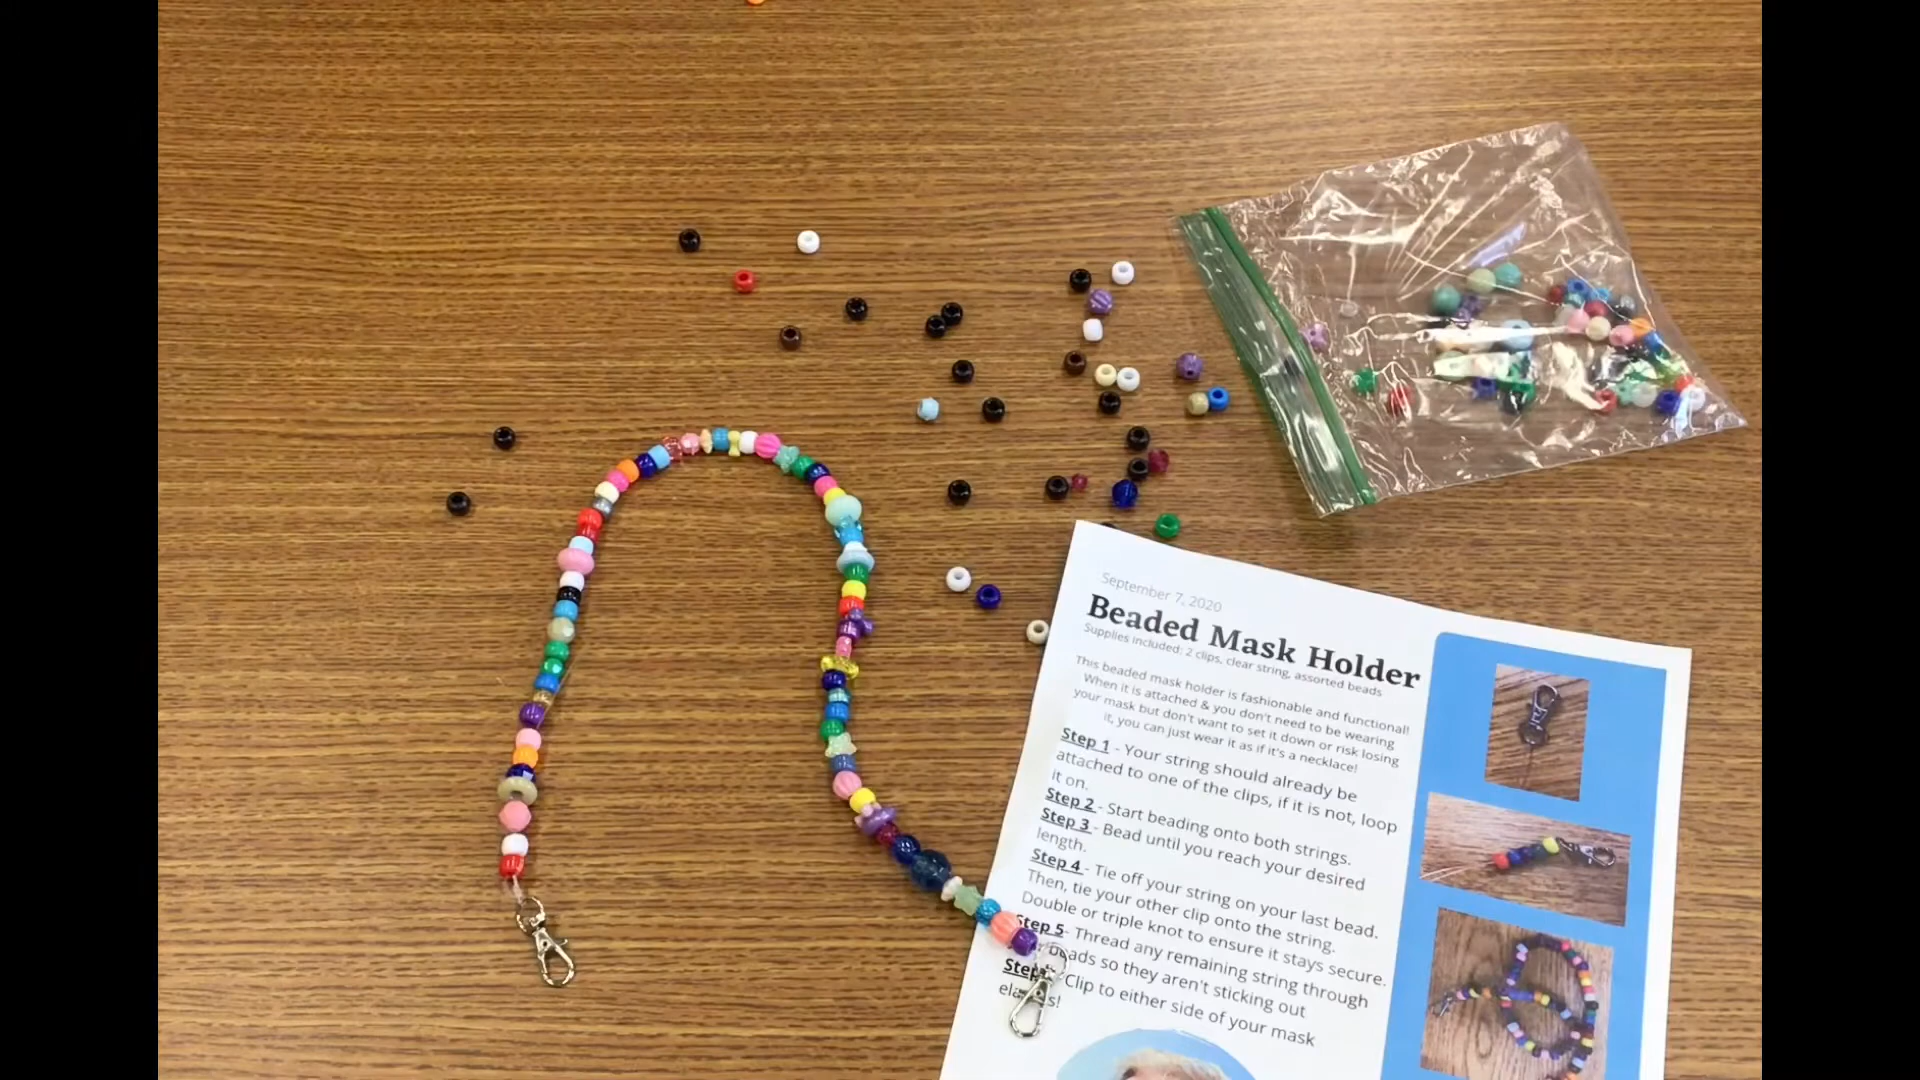 September 7, 2020
Beaded Mask Holder
Supplies included: 2 clips, clear string, assorted beads
This beaded mask holder is fashionable and functional!
When it is attached & you don't need to be wearing
your mask but don't want to set it down or risk losing
it, you can just wear it as if it's a necklace!
Step 1 - Your string should already be
attached to one of the clips, if it is not, loop
it on.
Step 2 - Start beading onto both strings.
Step 3 - Bead until you reach your desired
length.
Step 4 - Tie off your string on your last bead.
Then, tie your other clip onto the string.
Double or triple knot to ensure it stays secure.
Step 5 - Thread any remaining string through
beads so they aren't sticking out
Step Clip to either side of your mask